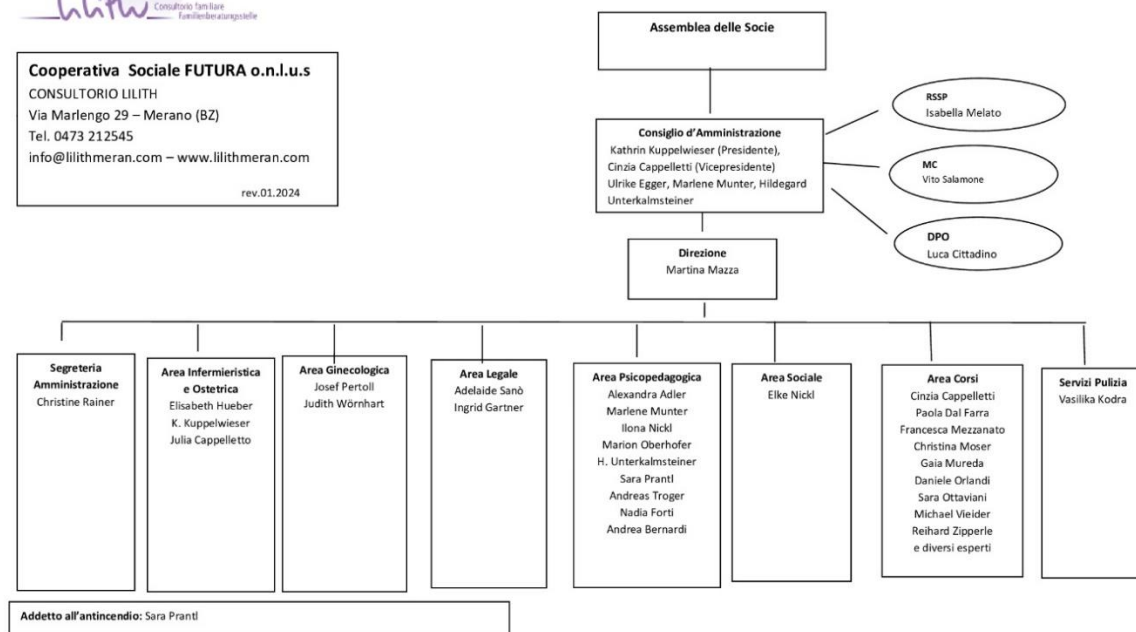 Lilith
Consultorio familiare
Familienberatungsstelle
Cooperativa Sociale FUTURA o.n.l.u.s
CONSULTORIO LILITH
Via Marlengo 29 – Merano (BZ)
Tel. 0473 212545
info@lilithmeran.com – www.lilithmeran.com
rev.01.2024
Assemblea delle Socie
Consiglio d'Amministrazione
Kathrin Kuppelwieser (Presidente),
Cinzia Cappelletti (Vicepresidente)
Ulrike Egger, Marlene Munter, Hildegard
Unterkalmsteiner
RSSP
Isabella Melato
MC
Vito Salamone
DPO
Luca Cittadino
Direzione
Martina Mazza
Segreteria
Amministrazione
Christine Rainer
Area Infermieristica
e Ostetrica
Elisabeth Hueber
K. Kuppelwieser
Julia Cappelletto
Area Ginecologica
Josef Pertoll
Judith Wörnhart
Area Legale
Adelaide Sanò
Ingrid Gartner
Area Psicopedagogica
Alexandra Adler
Marlene Munter
Ilona Nickl
Marion Oberhofer
H. Unterkalmsteiner
Sara Prantl
Andreas Troger
Nadia Forti
Andrea Bernardi
Area Sociale
Elke Nickl
Area Corsi
Cinzia Cappelletti
Paola Dal Farra
Francesca Mezzanato
Christina Moser
Gaia Mureda
Daniele Orlandi
Sara Ottaviani
Michael Vieider
Reihard Zipperle
e diversi esperti
Servizi Pulizia
Vasilika Kodra
Addetto all'antincendio: Sara Prantl